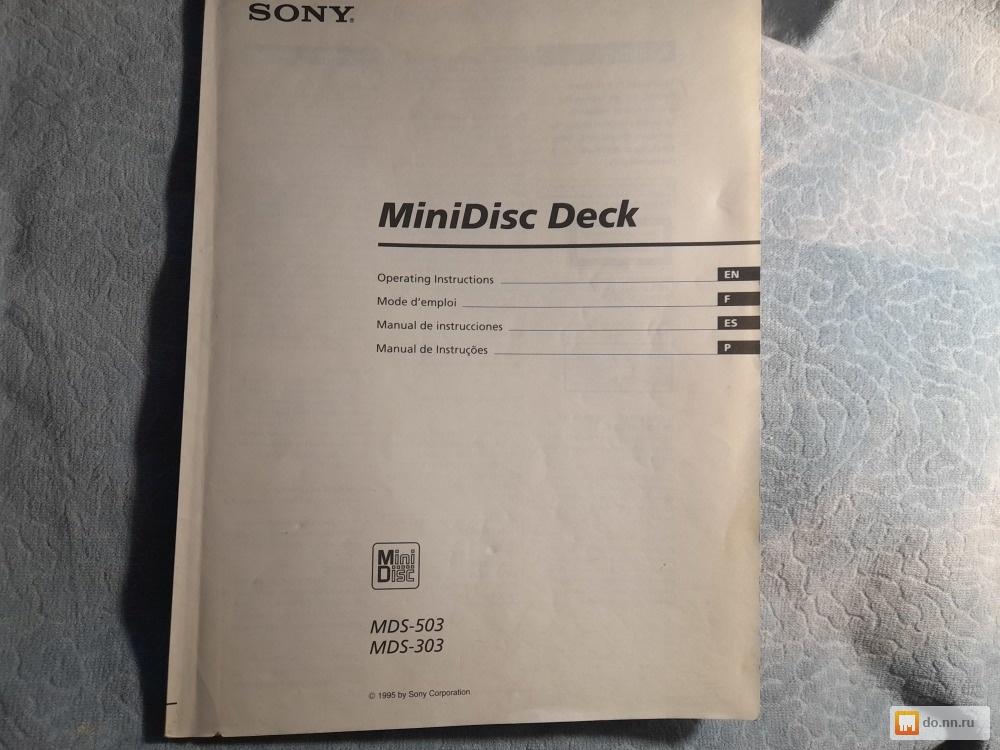 SONY®
MiniDisc Deck
Operating Instructions EN
Mode d'emploi F
Manual de instrucciones ES
Manual de Instruções P
Mini
Disc
MDS-503
MDS-303
© 1995 by Sony Corporation
do.nn.ru